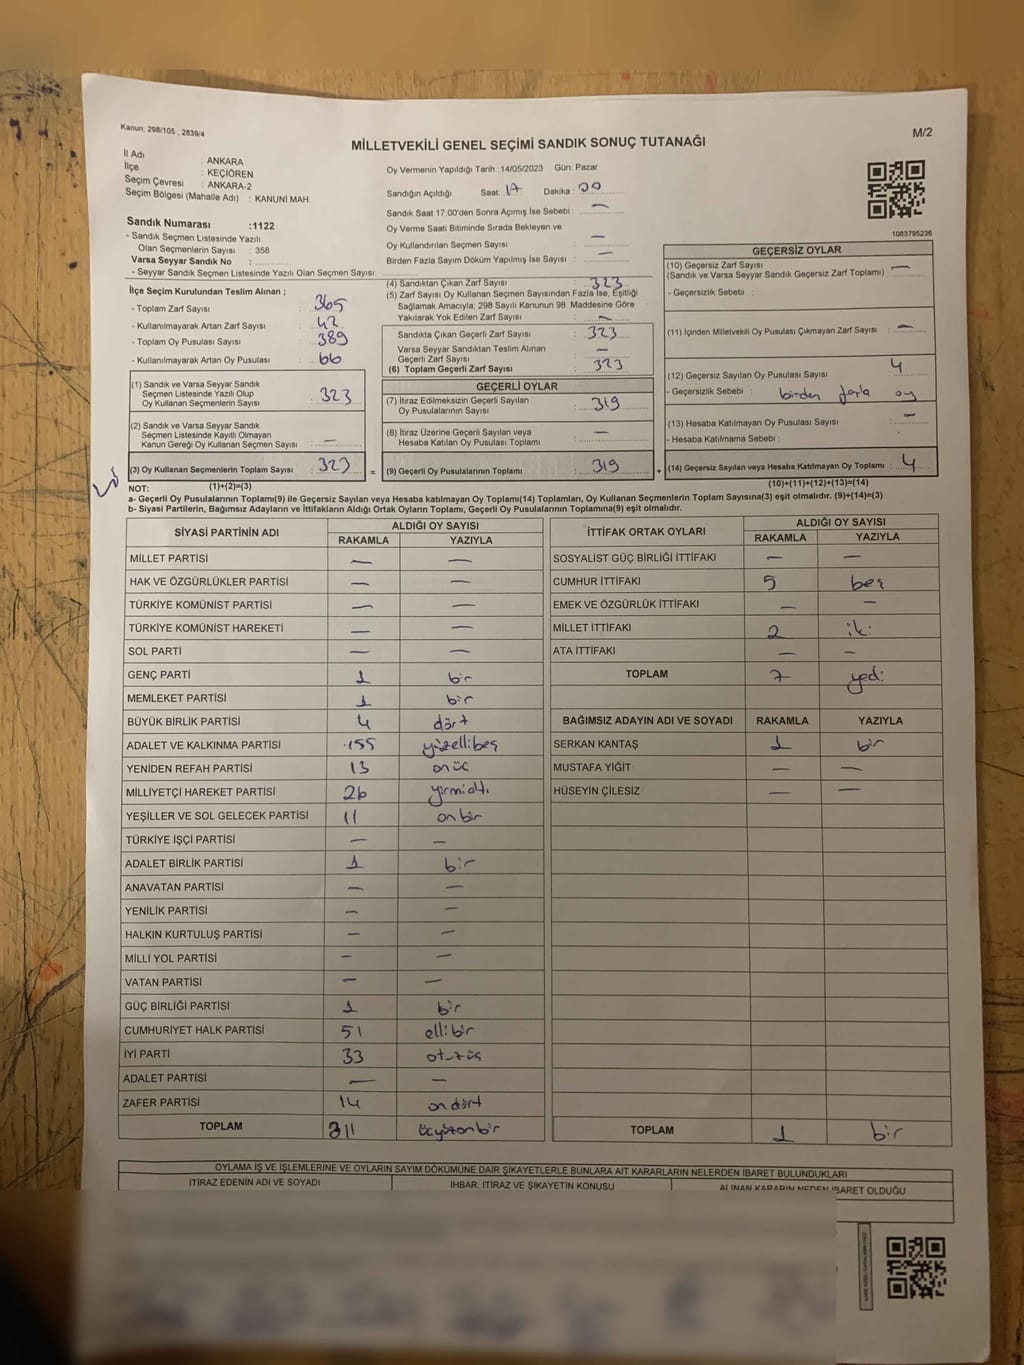 Kanun: 298/105 , 2839/4
M/2
MİLLETVEKİLİ GENEL SEÇİMİ SANDIK SONUÇ TUTANAĞI
İl Adı : ANKARA
İlçe : KEÇİÖREN
Seçim Çevresi : ANKARA-2
Seçim Bölgesi (Mahalle Adı) : KANUNİ MAH
Sandık Numarası :1122
- Sandık Seçmen Listesinde Yazılı
Olan Seçmenlerin Sayısı : 358
Varsa Seyyar Sandık No :
- Seyyar Sandık Seçmen Listesinde Yazılı Olan Seçmen Sayısı:
Oy Vermenin Yapıldığı Tarih :14/05/2023 Gün: Pazar
Sandığın Açıldığı Saat: 17 Dakika : 00
Sandık Saat 17:00'den Sonra Açımış İse Sebebi : —
Oy Verme Saati Bitiminde Sırada Bekleyen ve
Oy Kullandırılan Seçmen Sayısı : —
Birden Fazla Sayım Döküm Yapılmış İse Sayısı : —
1063795236
İlçe Seçim Kurulundan Teslim Alınan ;
- Toplam Zarf Sayısı : 365
- Kullanılmayarak Artan Zarf Sayısı : 42
- Toplam Oy Pusulası Sayısı : 389
- Kullanılmayarak Artan Oy Pusulası : 66
(1) Sandık ve Varsa Seyyar Sandık
Seçmen Listesinde Yazılı Olup
Oy Kullanan Seçmenlerin Sayısı : 323
(2) Sandık ve Varsa Seyyar Sandık
Seçmen Listesinde Kayıtlı Olmayan
Kanun Gereği Oy Kullanan Seçmen Sayısı : —
(3) Oy Kullanan Seçmenlerin Toplam Sayısı : 323 =
(4) Sandıktan Çıkan Zarf Sayısı : 323
(5) Zarf Sayısı Oy Kullanan Seçmen Sayısından Fazla İse, Eşitliği
Sağlamak Amacıyla; 298 Sayılı Kanunun 98. Maddesine Göre
Yakılarak Yok Edilen Zarf Sayısı : —
Sandıkta Çıkan Geçerli Zarf Sayısı : 323
Varsa Seyyar Sandıktan Teslim Alınan
Geçerli Zarf Sayısı : —
(6) Toplam Geçerli Zarf Sayısı : 323
GEÇERLİ OYLAR
(7) İtiraz Edilmeksizin Geçerli Sayılan
Oy Pusulalarının Sayısı : 319
(8) İtiraz Üzerine Geçerli Sayılan veya
Hesaba Katılan Oy Pusulası Toplamı : —
(9) Geçerli Oy Pusulalarının Toplamı : 319 +
GEÇERSİZ OYLAR
(10) Geçersiz Zarf Sayısı
(Sandık ve Varsa Seyyar Sandık Geçersiz Zarf Toplamı) : —
- Geçersizlik Sebebi :
(11) İçinden Milletvekili Oy Pusulası Çıkmayan Zarf Sayısı : —
(12) Geçersiz Sayılan Oy Pusulası Sayısı : 4
- Geçersizlik Sebebi : birden fazla oy
(13) Hesaba Katılmayan Oy Pusulası Sayısı : —
- Hesaba Katılmama Sebebi :
(14) Geçersiz Sayılan veya Hesaba Katılmayan Oy Toplamı : 4
NOT: (1)+(2)=(3) (10)+(11)+(12)+(13)=(14)
a- Geçerli Oy Pusulalarının Toplamı(9) ile Geçersiz Sayılan veya Hesaba katılmayan Oy Toplamı(14) Toplamları, Oy Kullanan Seçmenlerin Toplam Sayısına(3) eşit olmalıdır. (9)+(14)=(3)
b- Siyasi Partilerin, Bağımsız Adayların ve İttifakların Aldığı Ortak Oyların Toplamı, Geçerli Oy Pusulalarının Toplamına(9) eşit olmalıdır.
SİYASİ PARTİNİN ADI ALDIĞI OY SAYISI
RAKAMLA YAZIYLA
MİLLET PARTİSİ — —
HAK VE ÖZGÜRLÜKLER PARTİSİ — —
TÜRKİYE KOMÜNİST PARTİSİ — —
TÜRKİYE KOMÜNİST HAREKETİ — —
SOL PARTİ — —
GENÇ PARTİ 1 bir
MEMLEKET PARTİSİ 1 bir
BÜYÜK BİRLİK PARTİSİ 4 dört
ADALET VE KALKINMA PARTİSİ 155 yüzellibeş
YENİDEN REFAH PARTİSİ 13 onüç
MİLLİYETÇİ HAREKET PARTİSİ 26 yirmialtı
YEŞİLLER VE SOL GELECEK PARTİSİ 11 onbir
TÜRKİYE İŞÇİ PARTİSİ — —
ADALET BİRLİK PARTİSİ 1 bir
ANAVATAN PARTİSİ — —
YENİLİK PARTİSİ — —
HALKIN KURTULUŞ PARTİSİ — —
MİLLİ YOL PARTİSİ — —
VATAN PARTİSİ — —
GÜÇ BİRLİĞİ PARTİSİ 1 bir
CUMHURİYET HALK PARTİSİ 51 ellibir
İYİ PARTİ 33 otuzüç
ADALET PARTİSİ — —
ZAFER PARTİSİ 14 ondört
TOPLAM 311 üçyüzonbir
İTTİFAK ORTAK OYLARI ALDIĞI OY SAYISI
RAKAMLA YAZIYLA
SOSYALİST GÜÇ BİRLİĞİ İTTİFAKI — —
CUMHUR İTTİFAKI 5 beş
EMEK VE ÖZGÜRLÜK İTTİFAKI — —
MİLLET İTTİFAKI 2 iki
ATA İTTİFAKI — —
TOPLAM 7 yedi
BAĞIMSIZ ADAYIN ADI VE SOYADI RAKAMLA YAZIYLA
SERKAN KANTAŞ 1 bir
MUSTAFA YİĞİT — —
HÜSEYİN ÇİLESİZ — —
TOPLAM 1 bir
OYLAMA İŞ VE İŞLEMLERİNE VE OYLARIN SAYIM DÖKÜMÜNE DAİR ŞİKAYETLERLE BUNLARA AİT KARARLARIN NELERDEN İBARET BULUNDUKLARI
İTİRAZ EDENİN ADI VE SOYADI İHBAR, İTİRAZ VE ŞİKAYETİN KONUSU ALINAN KARARIN NEDEN İBARET OLDUĞU